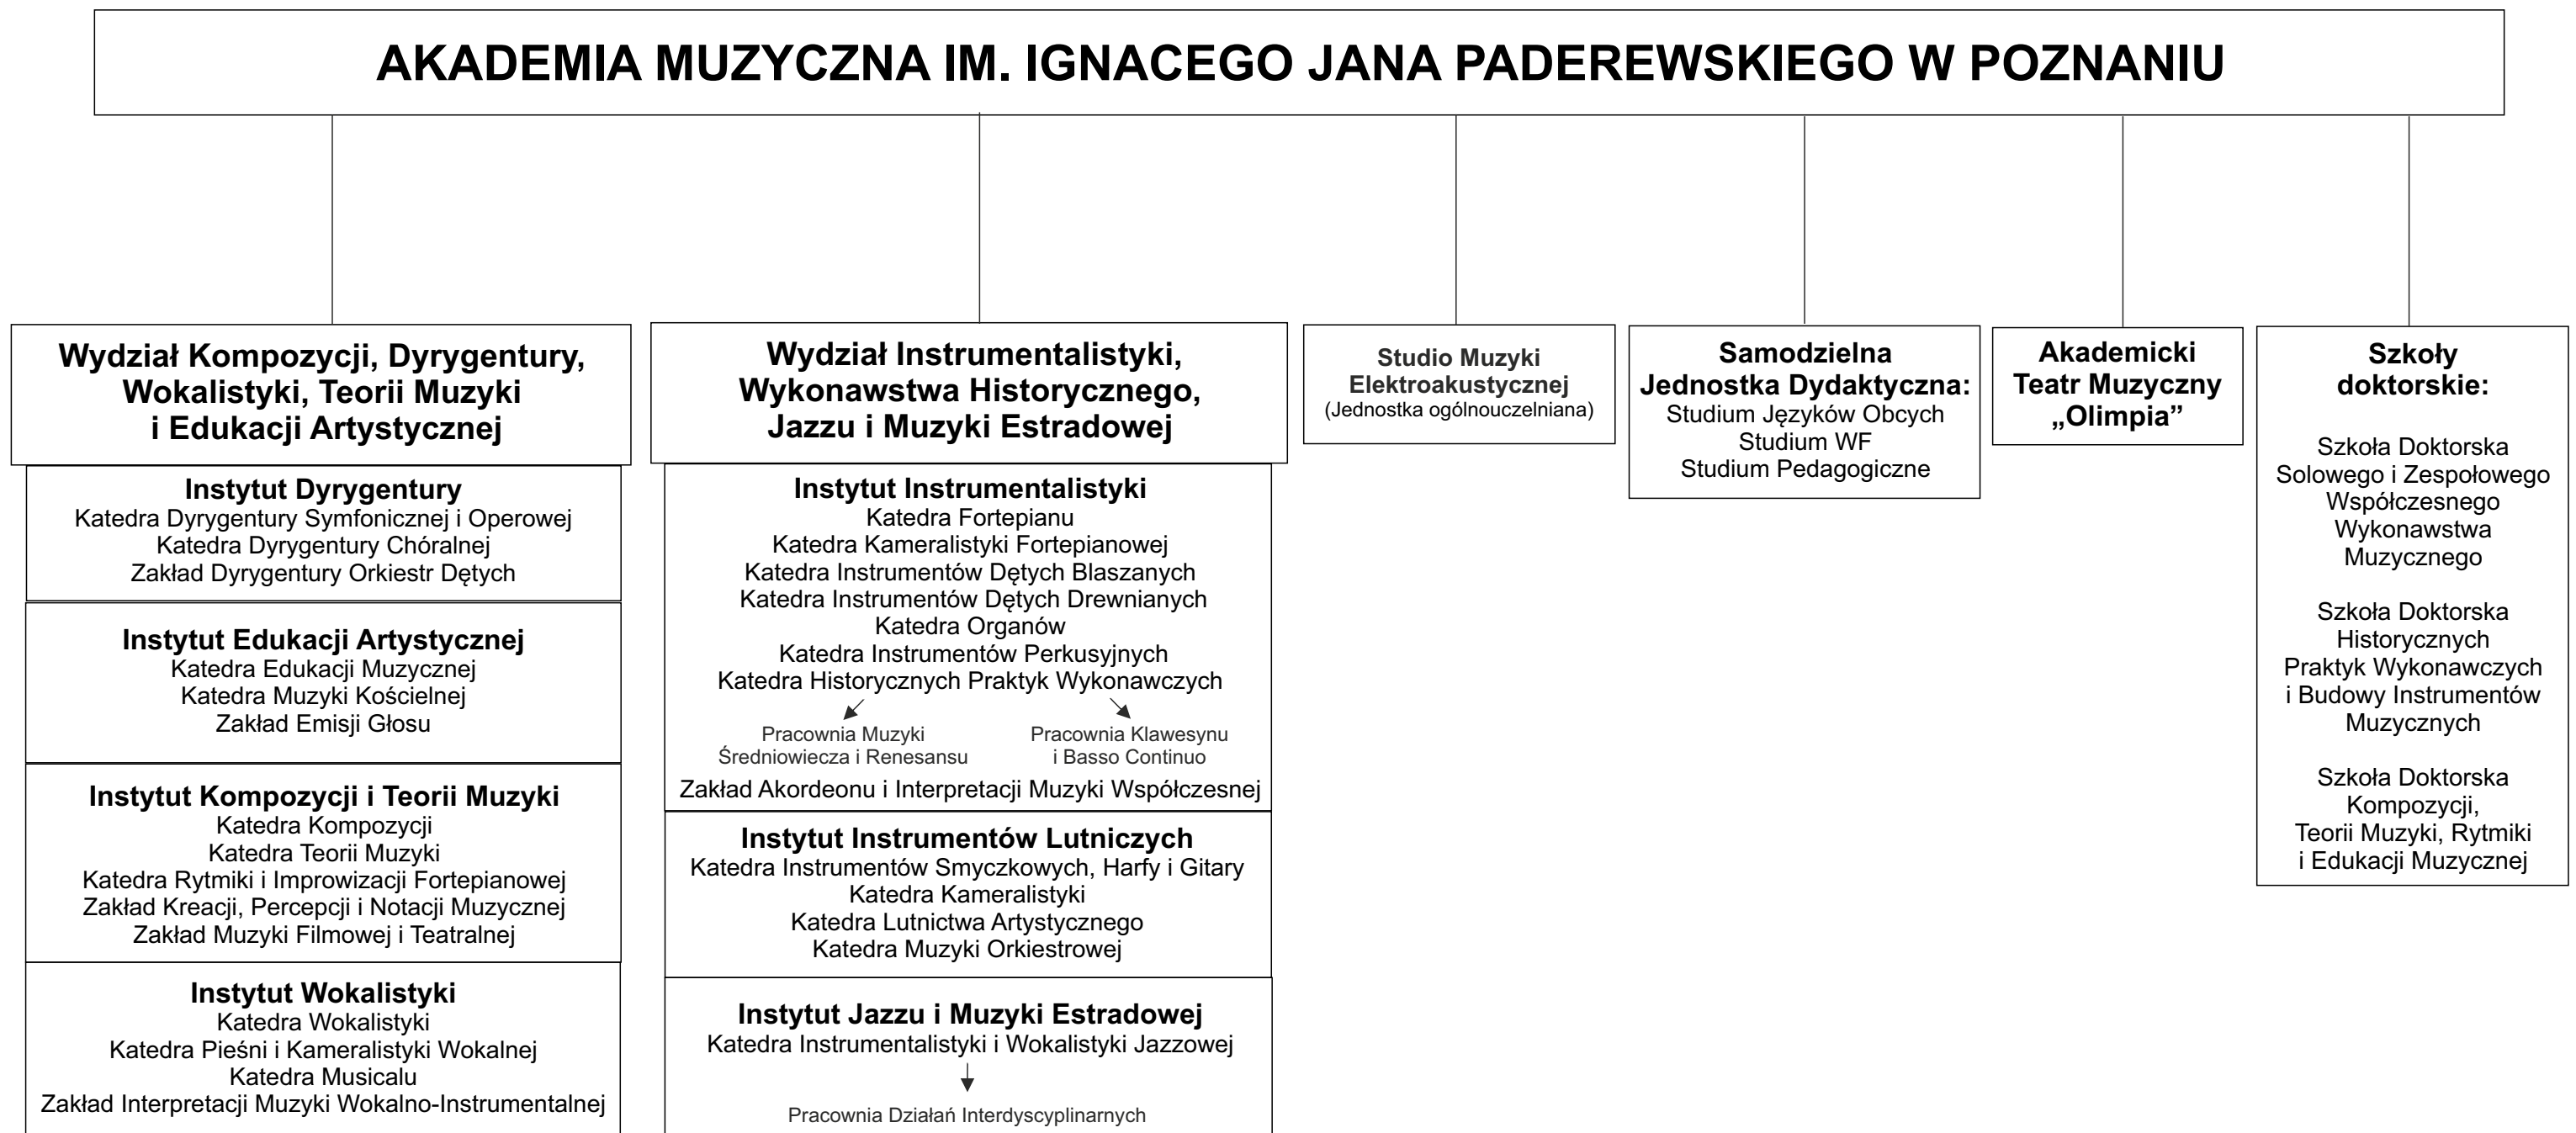 AKADEMIA MUZYCZNA IM. IGNACEGO JANA PADEREWSKIEGO W POZNANIU
Wydział Kompozycji, Dyrygentury,
Wokalistyki, Teorii Muzyki
i Edukacji Artystycznej
Instytut Dyrygentury
Katedra Dyrygentury Symfonicznej i Operowej
Katedra Dyrygentury Chóralnej
Zakład Dyrygentury Orkiestr Dętych
Instytut Edukacji Artystycznej
Katedra Edukacji Muzycznej
Katedra Muzyki Kościelnej
Zakład Emisji Głosu
Instytut Kompozycji i Teorii Muzyki
Katedra Kompozycji
Katedra Teorii Muzyki
Katedra Rytmiki i Improwizacji Fortepianowej
Zakład Kreacji, Percepcji i Notacji Muzycznej
Zakład Muzyki Filmowej i Teatralnej
Instytut Wokalistyki
Katedra Wokalistyki
Katedra Pieśni i Kameralistyki Wokalnej
Katedra Musicalu
Zakład Interpretacji Muzyki Wokalno-Instrumentalnej
Wydział Instrumentalistyki,
Wykonawstwa Historycznego,
Jazzu i Muzyki Estradowej
Instytut Instrumentalistyki
Katedra Fortepianu
Katedra Kameralistyki Fortepianowej
Katedra Instrumentów Dętych Blaszanych
Katedra Instrumentów Dętych Drewnianych
Katedra Organów
Katedra Instrumentów Perkusyjnych
Katedra Historycznych Praktyk Wykonawczych
Pracownia Muzyki
Średniowiecza i Renesansu
Pracownia Klawesynu
i Basso Continuo
Zakład Akordeonu i Interpretacji Muzyki Współczesnej
Instytut Instrumentów Lutniczych
Katedra Instrumentów Smyczkowych, Harfy i Gitary
Katedra Kameralistyki
Katedra Lutnictwa Artystycznego
Katedra Muzyki Orkiestrowej
Instytut Jazzu i Muzyki Estradowej
Katedra Instrumentalistyki i Wokalistyki Jazzowej
Pracownia Działań Interdyscyplinarnych
Studio Muzyki
Elektroakustycznej
(Jednostka ogólnouczelniana)
Samodzielna
Jednostka Dydaktyczna:
Studium Języków Obcych
Studium WF
Studium Pedagogiczne
Akademicki
Teatr Muzyczny
„Olimpia”
Szkoły
doktorskie:
Szkoła Doktorska
Solowego i Zespołowego
Współczesnego
Wykonawstwa
Muzycznego
Szkoła Doktorska
Historycznych
Praktyk Wykonawczych
i Budowy Instrumentów
Muzycznych
Szkoła Doktorska
Kompozycji,
Teorii Muzyki, Rytmiki
i Edukacji Muzycznej